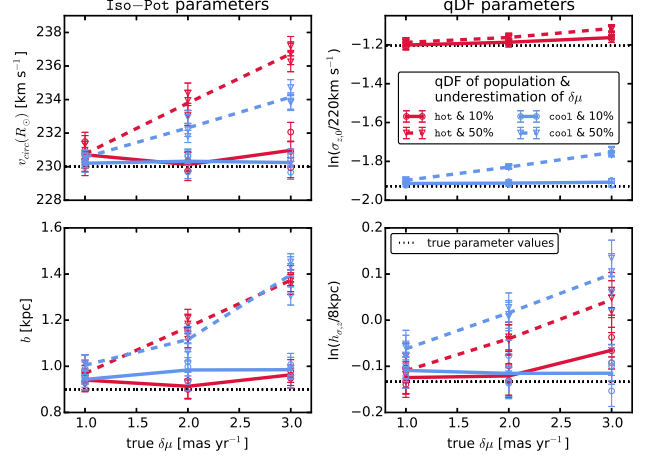 Iso-Pot parameters
qDF parameters
238
236
234
232
230
228
v_circ(R_⊙) [km s⁻¹]
−1.2
−1.4
−1.6
−1.8
−2.0
ln(σ_z,0/220km s⁻¹)
qDF of population &
underestimation of δμ
hot & 10%
cool & 10%
hot & 50%
cool & 50%
1.6
1.4
1.2
1.0
0.8
b [kpc]
1.0 1.5 2.0 2.5 3.0
true δμ [mas yr⁻¹]
0.2
0.1
0.0
−0.1
−0.2
ln(h_σ,z/8kpc)
true parameter values
1.0 1.5 2.0 2.5 3.0
true δμ [mas yr⁻¹]